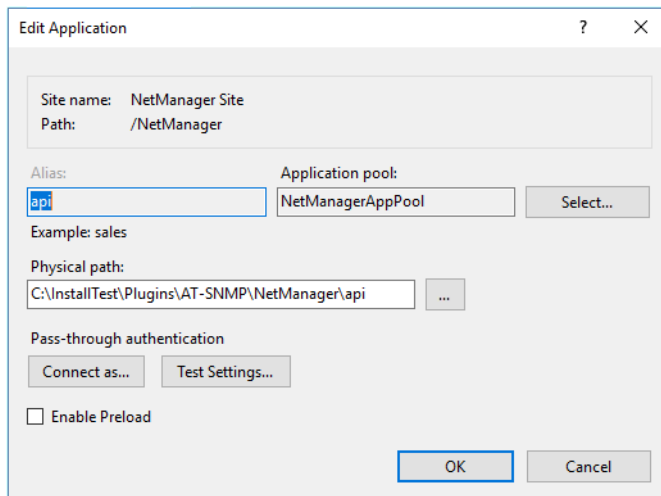 Edit Application
?
Site name: NetManager Site
Path: /NetManager
Alias: Application pool:
api NetManagerAppPool Select...
Example: sales
Physical path:
C:\InstallTest\Plugins\AT-SNMP\NetManager\api ...
Pass-through authentication
Connect as... Test Settings...
Enable Preload
OK Cancel